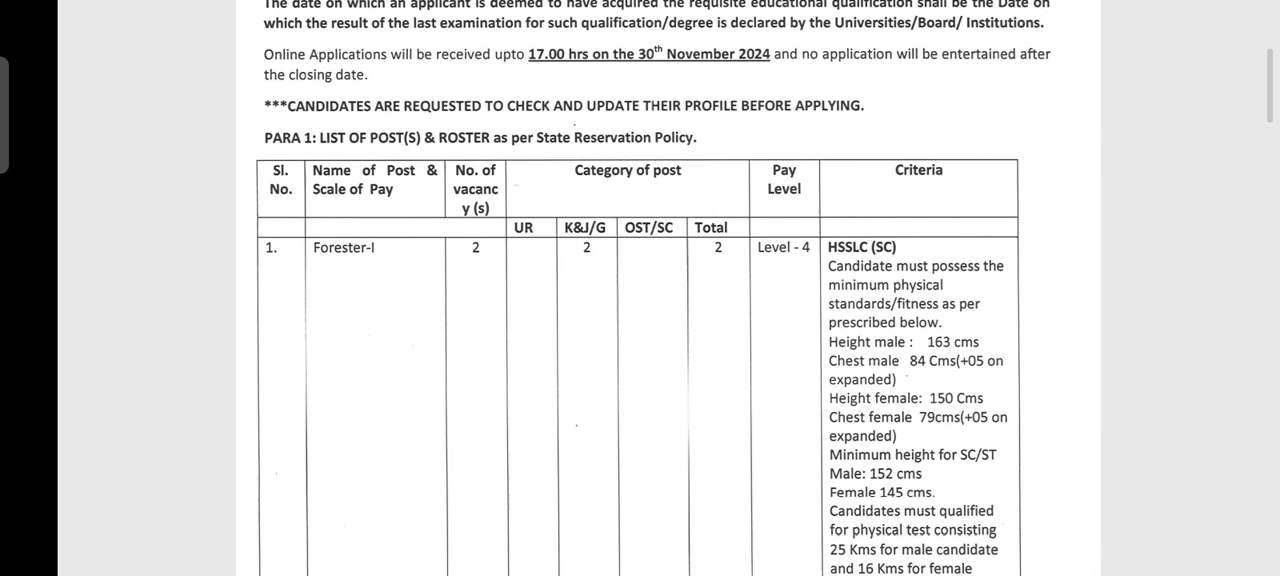 The date on which an applicant is deemed to have acquired the requisite educational qualification shall be the Date on
which the result of the last examination for such qualification/degree is declared by the Universities/Board/ Institutions.
Online Applications will be received upto 17.00 hrs on the 30th November 2024 and no application will be entertained after
the closing date.
***CANDIDATES ARE REQUESTED TO CHECK AND UPDATE THEIR PROFILE BEFORE APPLYING.
PARA 1: LIST OF POST(S) & ROSTER as per State Reservation Policy.
Sl. No.
Name of Post & Scale of Pay
No. of vacanc y (s)
Category of post
Pay Level
Criteria
UR K&J/G OST/SC Total
1. Forester-I 2 2 2 Level - 4 HSSLC (SC)
Candidate must possess the
minimum physical
standards/fitness as per
prescribed below.
Height male : 163 cms
Chest male 84 Cms(+05 on
expanded)
Height female: 150 Cms
Chest female 79cms(+05 on
expanded)
Minimum height for SC/ST
Male: 152 cms
Female 145 cms.
Candidates must qualified
for physical test consisting
25 Kms for male candidate
and 16 Kms for female